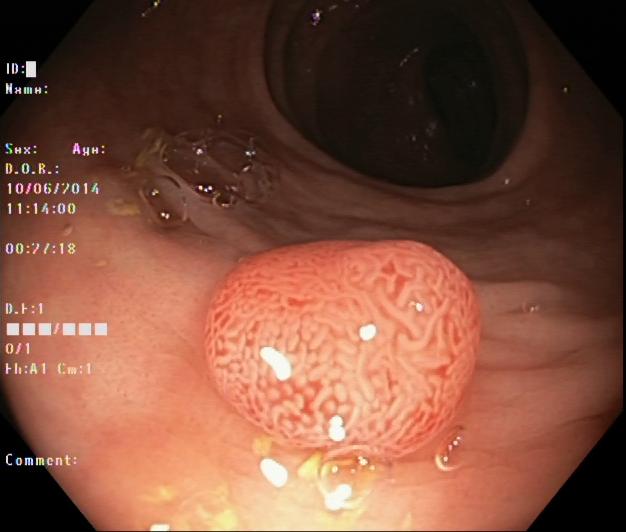 ID:
Name:
Sex: Age:
D.O.B.:
10/06/2014
11:14:00
00:27:18
D.F:1
■■■/■■■
0/1
Eh:A1 Cm:1
Comment: